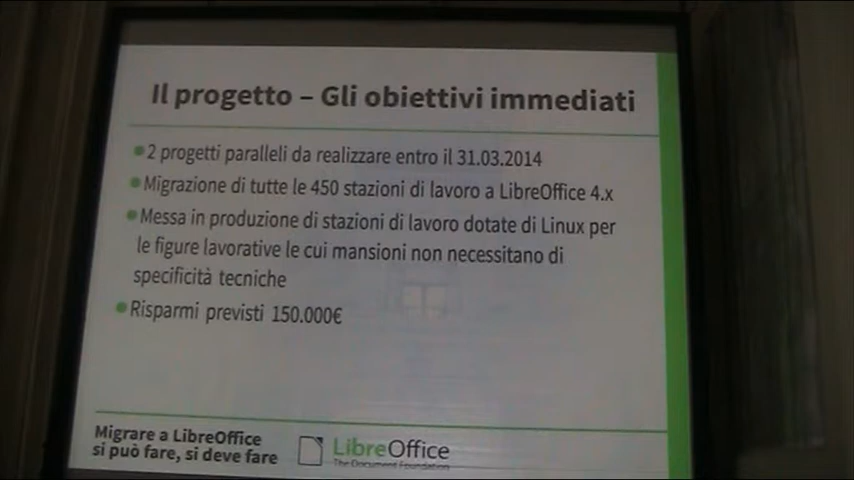 Il progetto – Gli obiettivi immediati
2 progetti paralleli da realizzare entro il 31.03.2014
Migrazione di tutte le 450 stazioni di lavoro a LibreOffice 4.x
Messa in produzione di stazioni di lavoro dotate di Linux per
le figure lavorative le cui mansioni non necessitano di
specificità tecniche
Risparmi previsti 150.000€
Migrare a LibreOffice
si può fare, si deve fare
LibreOffice
The Document Foundation